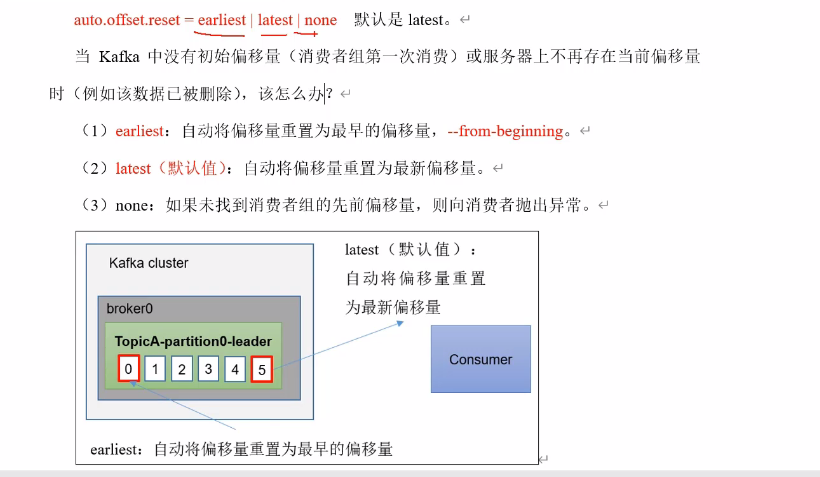 auto.offset.reset = earliest | latest | none 默认是 latest。
当 Kafka 中没有初始偏移量（消费者组第一次消费）或服务器上不再存在当前偏移量
时（例如该数据已被删除），该怎么办？
（1）earliest：自动将偏移量重置为最早的偏移量，--from-beginning。
（2）latest（默认值）：自动将偏移量重置为最新偏移量。
（3）none：如果未找到消费者组的先前偏移量，则向消费者抛出异常。
latest（默认值）：
自动将偏移量重置
为最新偏移量
Kafka cluster
broker0
TopicA-partition0-leader
0 1 2 3 4 5
Consumer
earliest：自动将偏移量重置为最早的偏移量